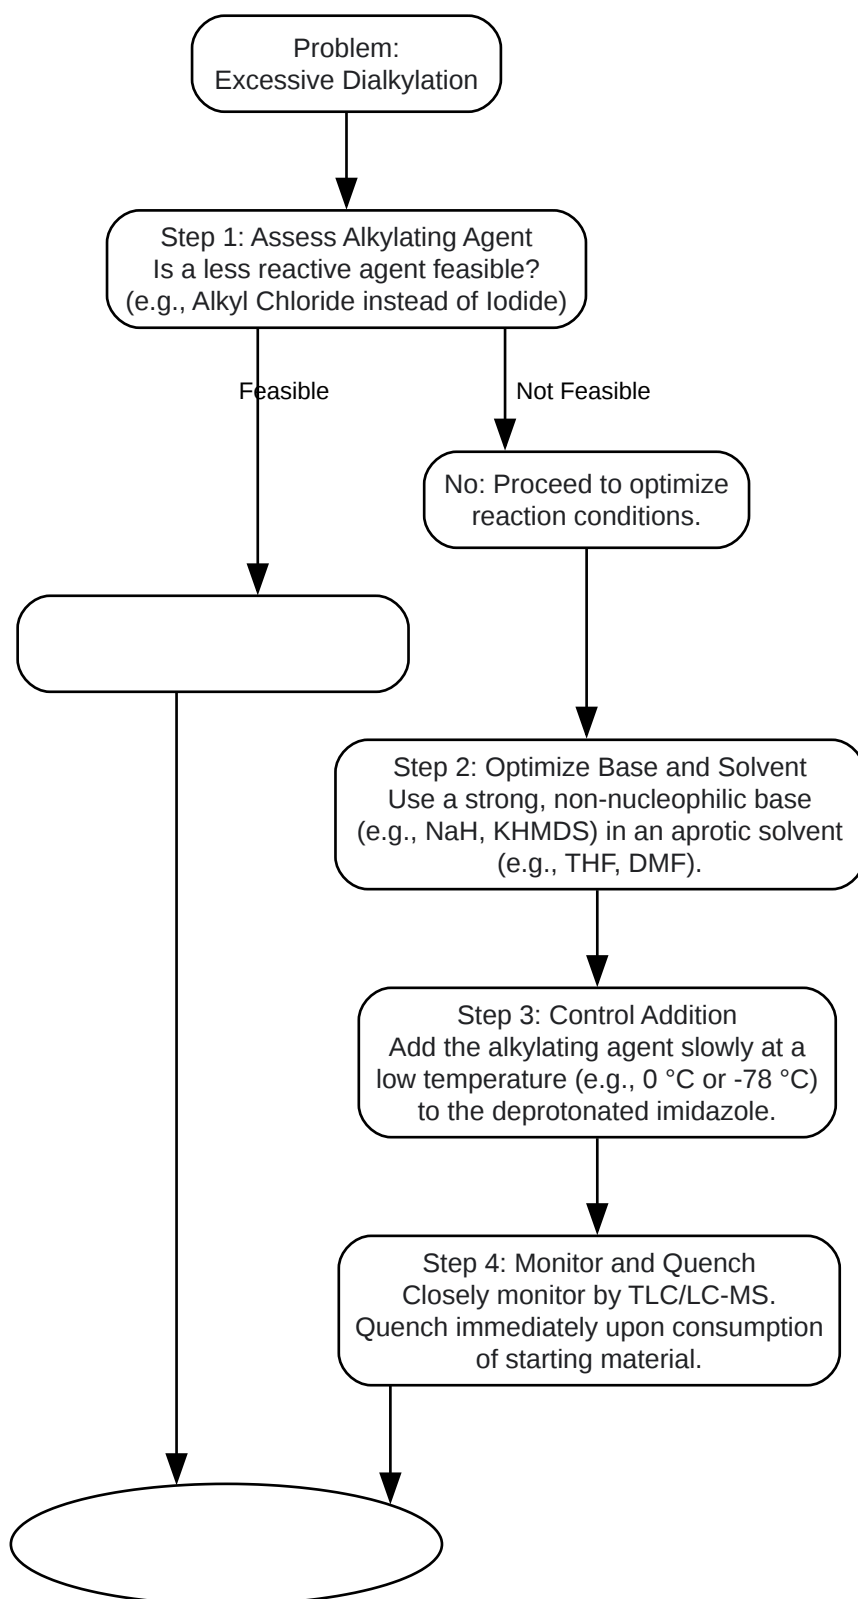 Problem:
Excessive Dialkylation
Step 1: Assess Alkylating Agent
Is a less reactive agent feasible?
(e.g., Alkyl Chloride instead of Iodide)
Feasible
Not Feasible
No: Proceed to optimize
reaction conditions.
Step 2: Optimize Base and Solvent
Use a strong, non-nucleophilic base
(e.g., NaH, KHMDS) in an aprotic solvent
(e.g., THF, DMF).
Step 3: Control Addition
Add the alkylating agent slowly at a
low temperature (e.g., 0 °C or -78 °C)
to the deprotonated imidazole.
Step 4: Monitor and Quench
Closely monitor by TLC/LC-MS.
Quench immediately upon consumption
of starting material.